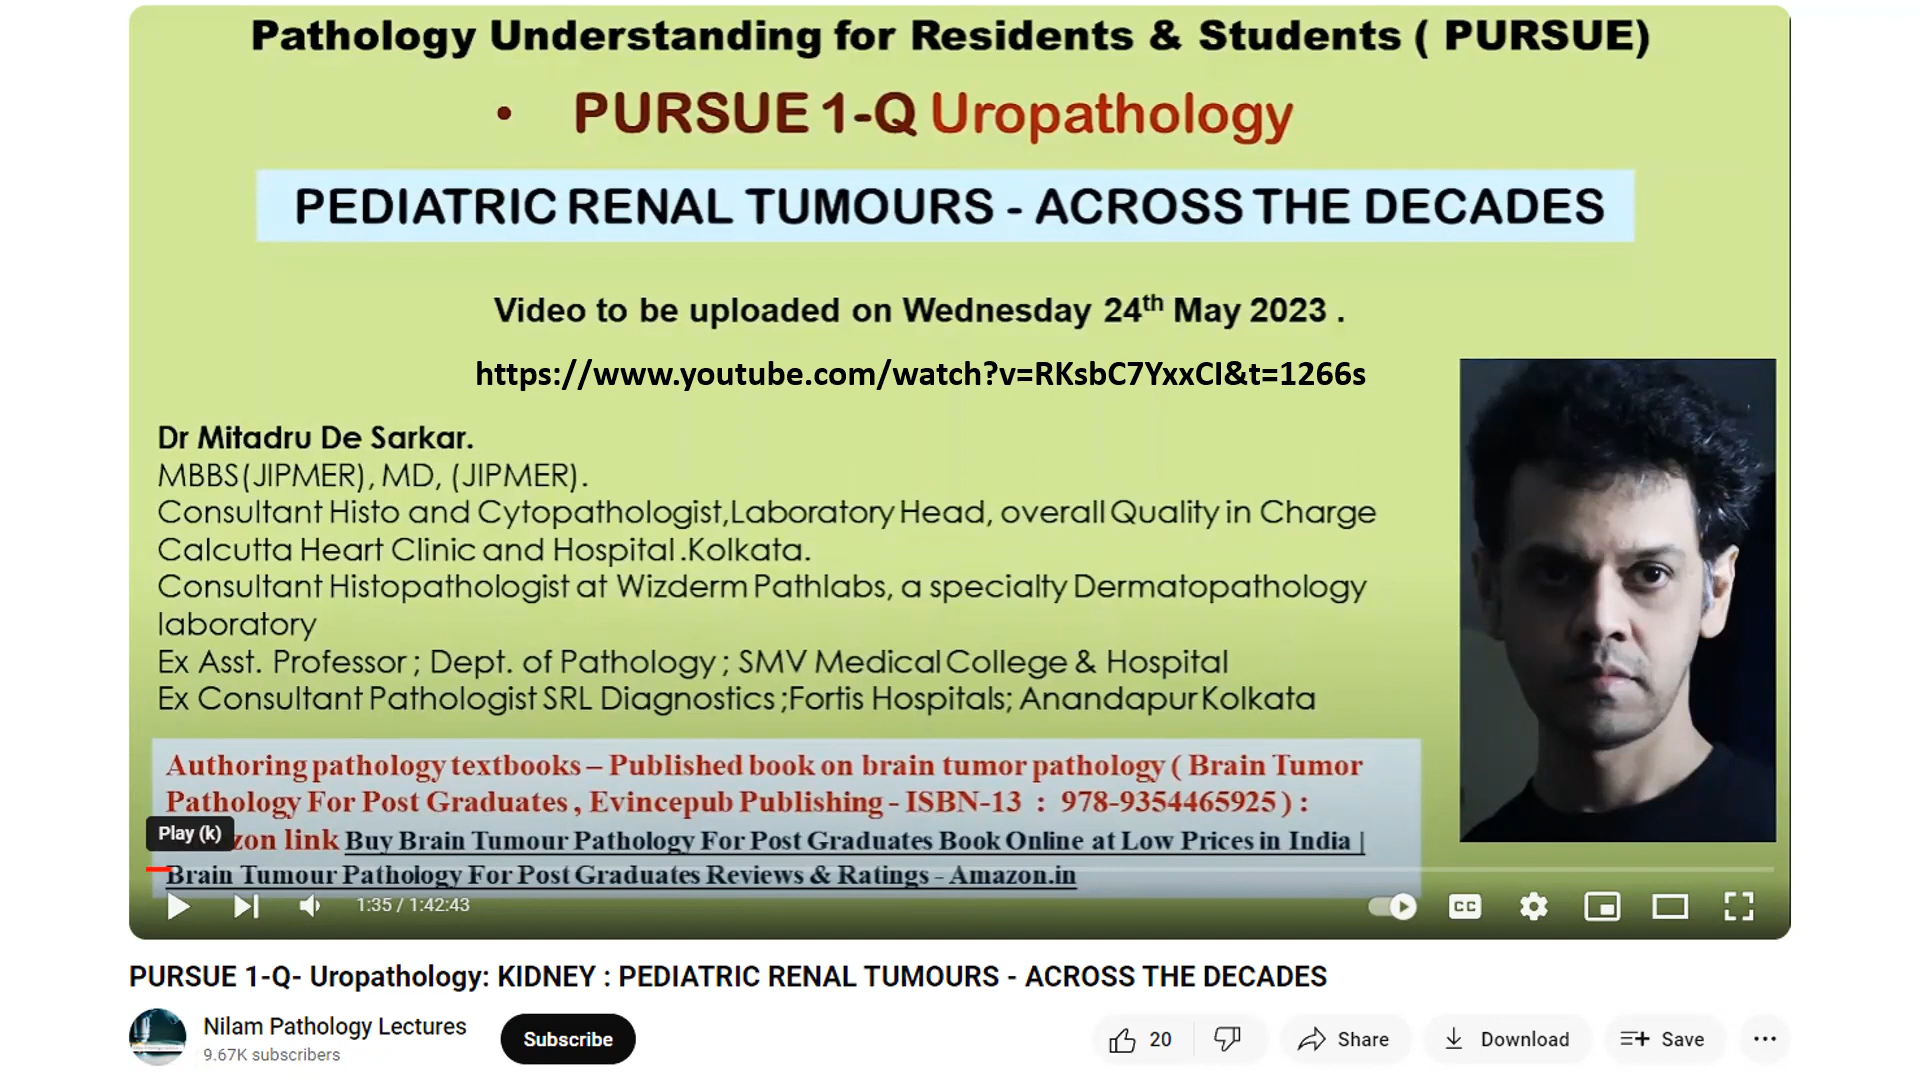 Pathology Understanding for Residents & Students ( PURSUE)
• PURSUE 1-Q Uropathology
PEDIATRIC RENAL TUMOURS - ACROSS THE DECADES
Video to be uploaded on Wednesday 24th May 2023 .
https://www.youtube.com/watch?v=RKsbC7YxxCI&t=1266s
Dr Mitadru De Sarkar.
MBBS(JIPMER), MD, (JIPMER).
Consultant Histo and Cytopathologist,Laboratory Head, overall Quality in Charge
Calcutta Heart Clinic and Hospital .Kolkata.
Consultant Histopathologist at Wizderm Pathlabs, a specialty Dermatopathology
laboratory
Ex Asst. Professor ; Dept. of Pathology ; SMV Medical College & Hospital
Ex Consultant Pathologist SRL Diagnostics ;Fortis Hospitals; Anandapur Kolkata
Authoring pathology textbooks – Published book on brain tumor pathology ( Brain Tumor
Pathology For Post Graduates , Evincepub Publishing - ISBN-13 : 978-9354465925 ) :
Play (k)
zon link Buy Brain Tumour Pathology For Post Graduates Book Online at Low Prices in India |
Brain Tumour Pathology For Post Graduates Reviews & Ratings - Amazon.in
1:35 / 1:42:43
CC
PURSUE 1-Q- Uropathology: KIDNEY : PEDIATRIC RENAL TUMOURS - ACROSS THE DECADES
Nilam Pathology Lectures
9.67K subscribers
Subscribe
20
Share
Download
Save